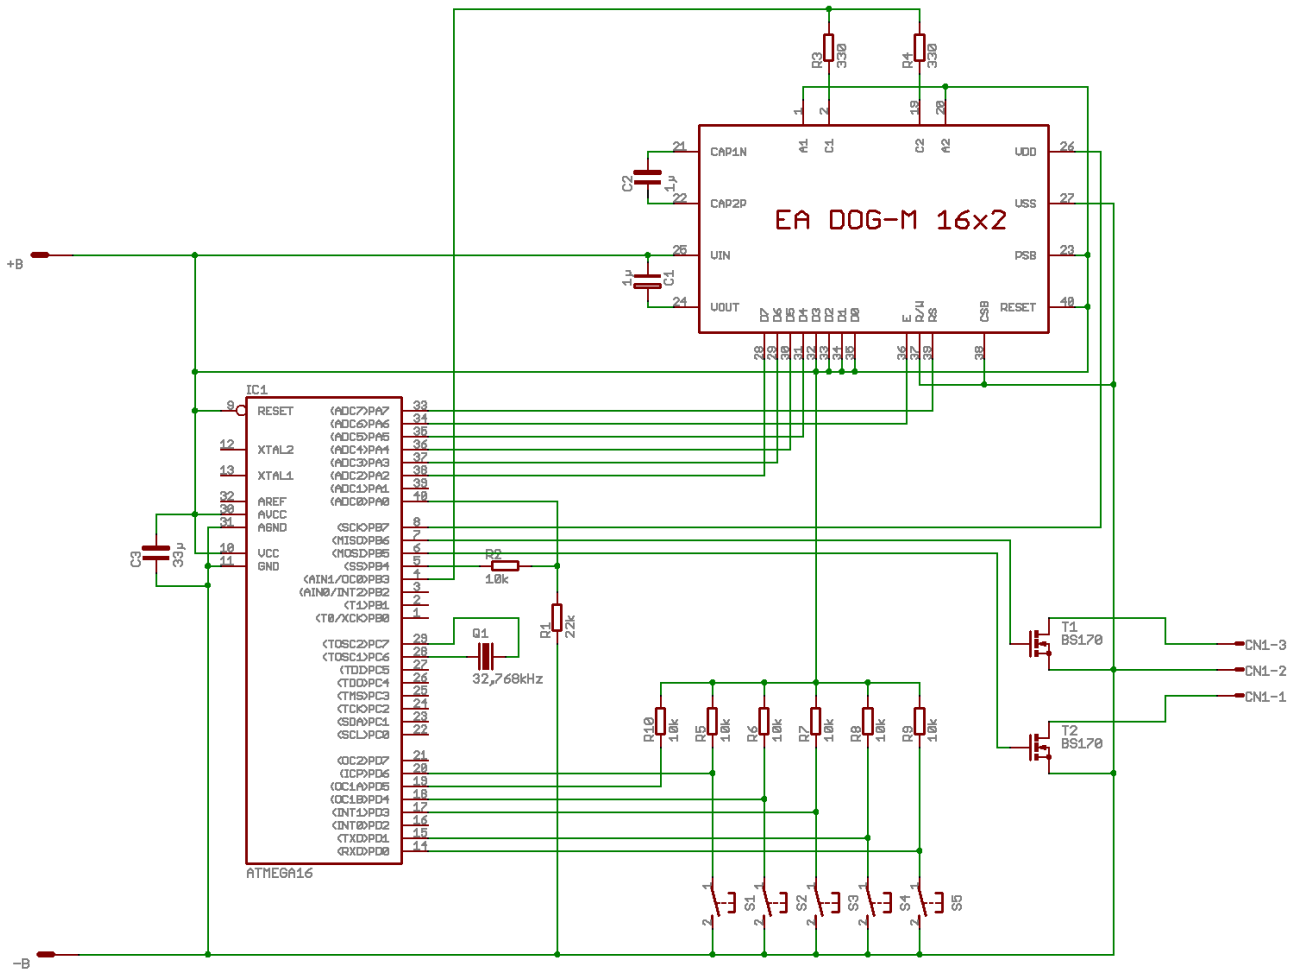 R3
330
R4
330
1
2
19
20
A1
C1
C2
A2
21
CAP1N
C2
1µ
22
CAP2P
VDD
26
VSS
27
EA DOG-M 16x2
+B
25
VIN
PSB
23
1µ
C1
24
VOUT
RESET
40
D7
D6
D5
D4
D3
D2
D1
D0
E
R/W
RS
CSB
28
29
30
31
32
33
34
35
36
37
39
38
IC1
9
RESET
(ADC7)PA7
33
(ADC6)PA6
34
(ADC5)PA5
35
12
XTAL2
(ADC4)PA4
36
(ADC3)PA3
37
13
XTAL1
(ADC2)PA2
38
(ADC1)PA1
39
32
AREF
(ADC0)PA0
40
30
AVCC
31
AGND
(SCK)PB7
8
(MISO)PB6
7
10
VCC
(MOSI)PB5
6
11
GND
(SS)PB4
5
C3
33µ
R2
10k
(AIN1/OC0)PB3
4
(AIN0/INT2)PB2
3
(T1)PB1
2
(T0/XCK)PB0
1
R1
22k
(TOSC2)PC7
29
(TOSC1)PC6
28
Q1
32,768kHz
(TDI)PC5
27
(TDO)PC4
26
(TMS)PC3
25
(TCK)PC2
24
(SDA)PC1
23
(SCL)PC0
22
T1
BS170
CN1-3
CN1-2
CN1-1
R10
10k
R5
10k
R6
10k
R7
10k
R8
10k
R9
10k
T2
BS170
(OC2)PD7
21
(ICP)PD6
20
(OC1A)PD5
19
(OC1B)PD4
18
(INT1)PD3
17
(INT0)PD2
16
(TXD)PD1
15
(RXD)PD0
14
ATMEGA16
1
2
S1
1
2
S2
1
2
S3
1
2
S4
1
2
S5
-B